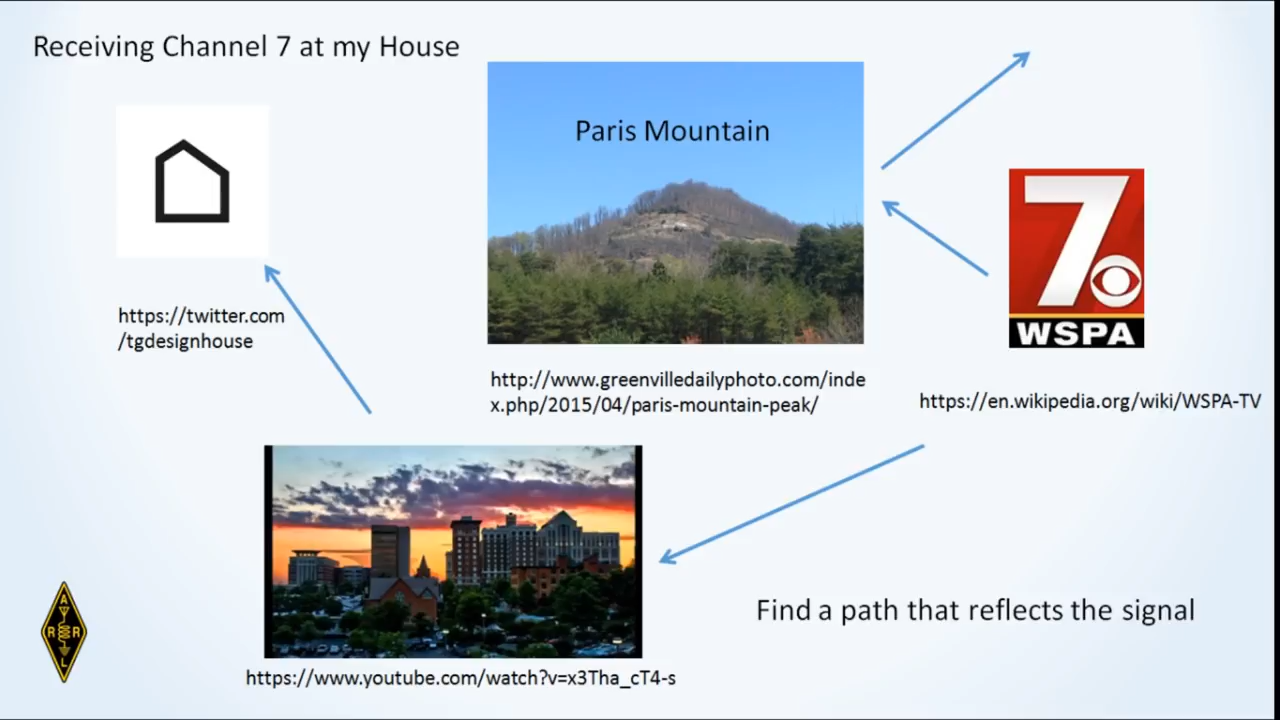 Receiving Channel 7 at my House
Paris Mountain
7
WSPA
https://twitter.com
/tgdesignhouse
http://www.greenvilledailyphoto.com/inde
x.php/2015/04/paris-mountain-peak/
https://en.wikipedia.org/wiki/WSPA-TV
Find a path that reflects the signal
A
R R
L
https://www.youtube.com/watch?v=x3Tha_cT4-s